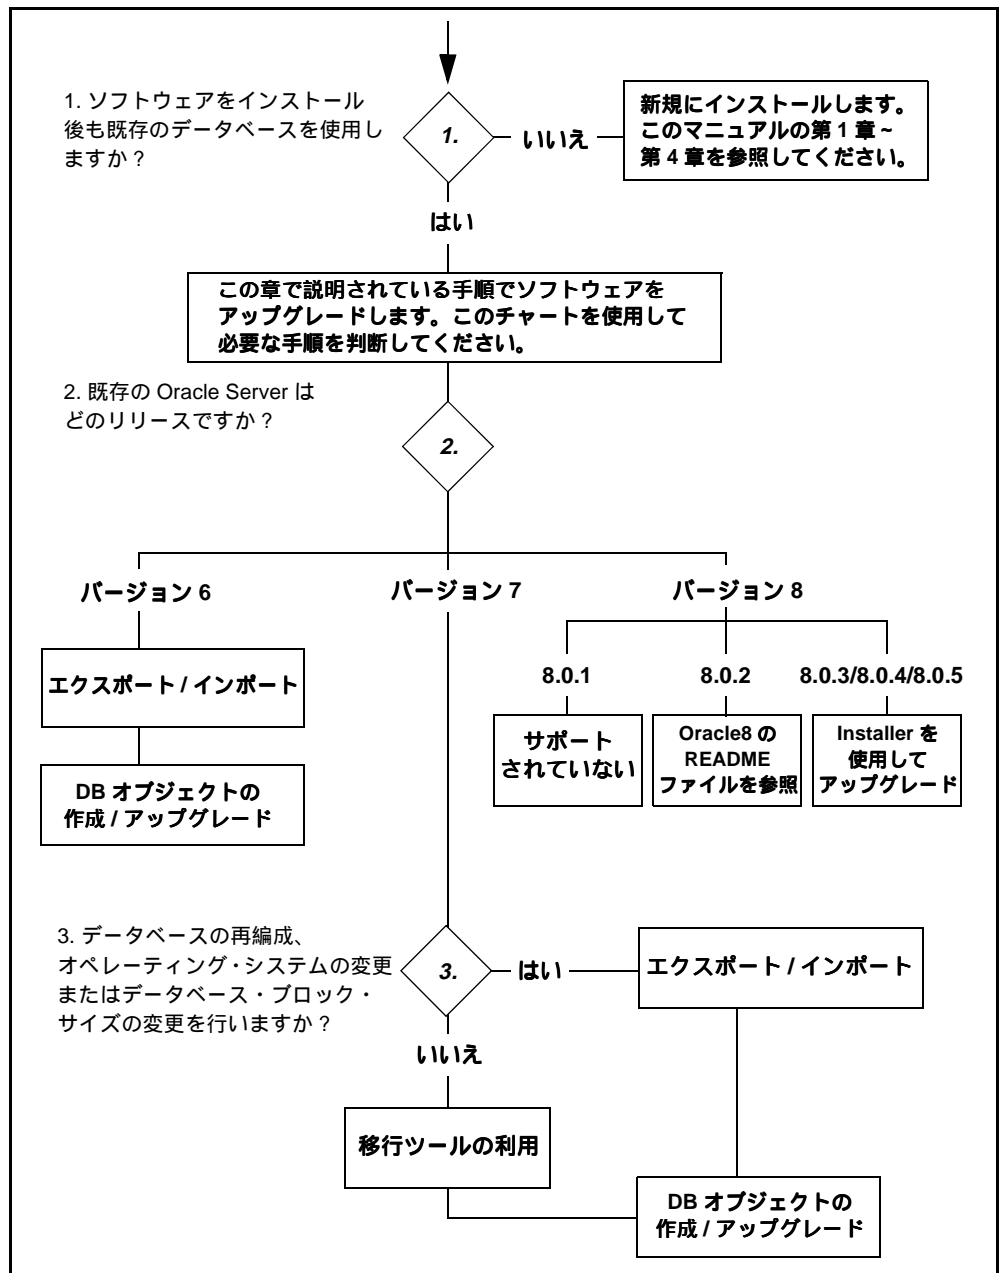 1. ソフトウェアをインストール
後も既存のデータベースを使用し
ますか？
1.
いいえ
新規にインストールします。
このマニュアルの第 1 章~
第 4 章を参照してください。
はい
この章で説明されている手順でソフトウェアを
アップグレードします。このチャートを使用して
必要な手順を判断してください。
2. 既存の Oracle Server は
どのリリースですか？
2.
バージョン 6
バージョン 7
バージョン 8
エクスポート / インポート
DB オブジェクトの
作成 / アップグレード
8.0.1
8.0.2
8.0.3/8.0.4/8.0.5
サポート
されていない
Oracle8 の
README
ファイルを参照
Installer を
使用して
アップグレード
3. データベースの再編成、
オペレーティング・システムの変更
またはデータベース・ブロック・
サイズの変更を行いますか？
3.
はい
エクスポート / インポート
いいえ
移行ツールの利用
DB オブジェクトの
作成 / アップグレード